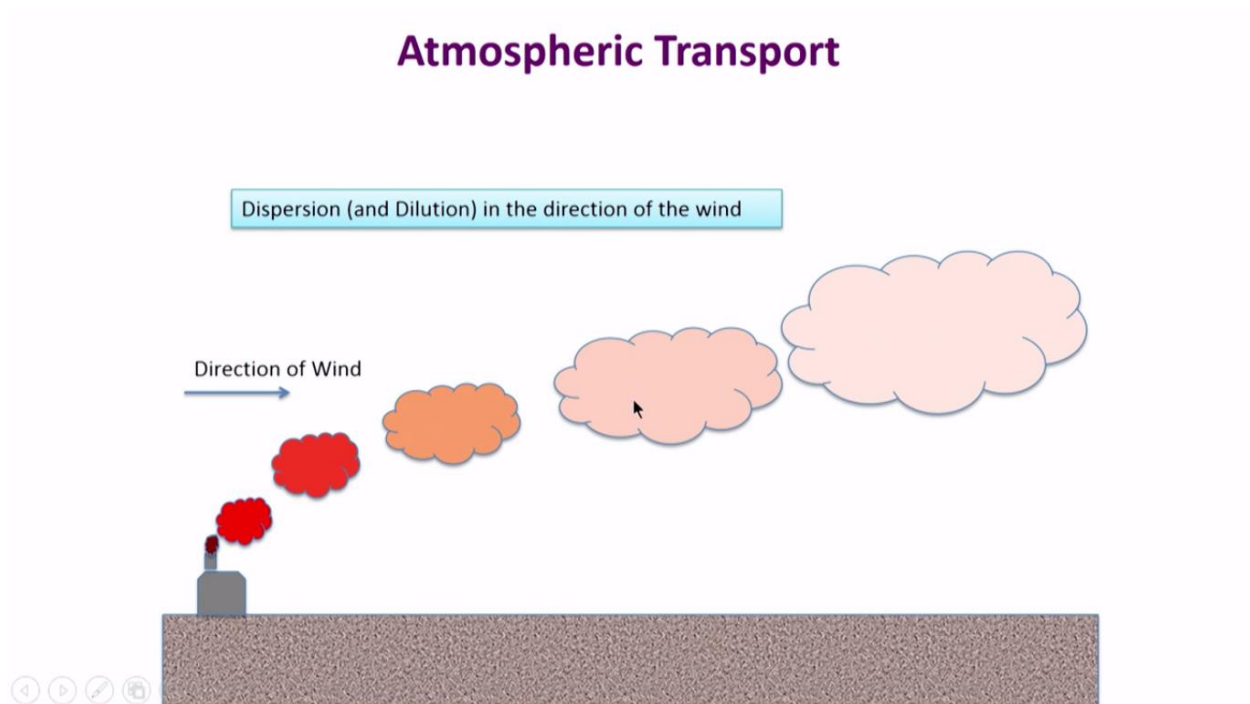 Atmospheric Transport
Dispersion (and Dilution) in the direction of the wind
Direction of Wind